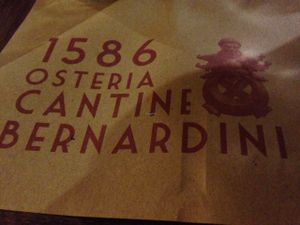 1586
OSTERIA
CANTINE
BERNARDINI